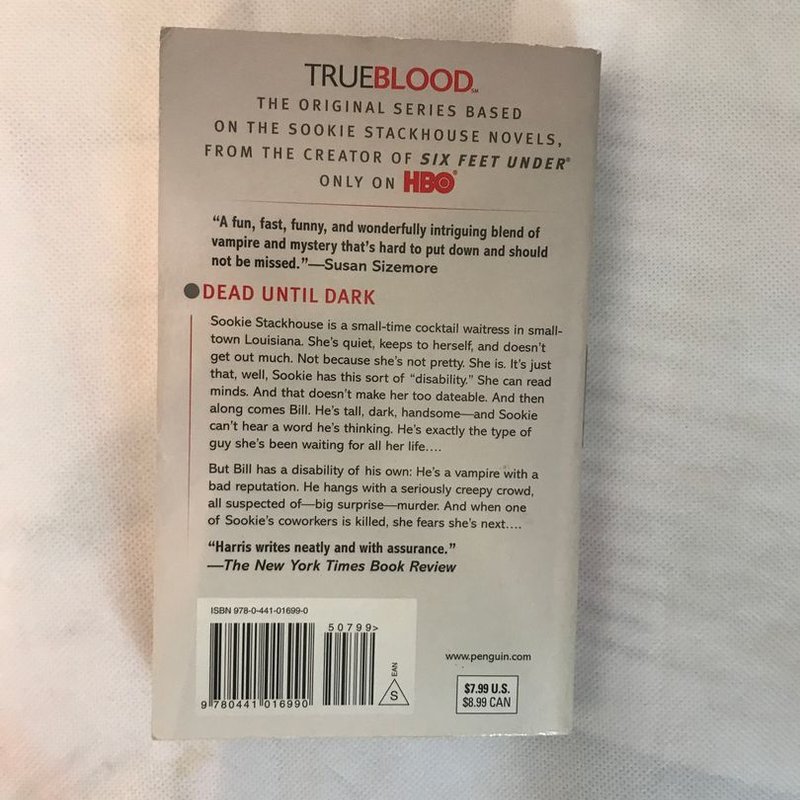 TRUEBLOOD℠
THE ORIGINAL SERIES BASED
ON THE SOOKIE STACKHOUSE NOVELS,
FROM THE CREATOR OF SIX FEET UNDER®
ONLY ON HBO®
“A fun, fast, funny, and wonderfully intriguing blend of
vampire and mystery that’s hard to put down and should
not be missed.”—Susan Sizemore
DEAD UNTIL DARK
Sookie Stackhouse is a small-time cocktail waitress in small-
town Louisiana. She’s quiet, keeps to herself, and doesn’t
get out much. Not because she’s not pretty. She is. It’s just
that, well, Sookie has this sort of “disability.” She can read
minds. And that doesn’t make her too dateable. And then
along comes Bill. He’s tall, dark, handsome—and Sookie
can’t hear a word he’s thinking. He’s exactly the type of
guy she’s been waiting for all her life....
But Bill has a disability of his own: He’s a vampire with a
bad reputation. He hangs with a seriously creepy crowd,
all suspected of—big surprise—murder. And when one
of Sookie’s coworkers is killed, she fears she’s next....
“Harris writes neatly and with assurance.”
—The New York Times Book Review
ISBN 978-0-441-01699-0
50799>
9 780441 016990
EAN
S
www.penguin.com
$7.99 U.S.
$8.99 CAN